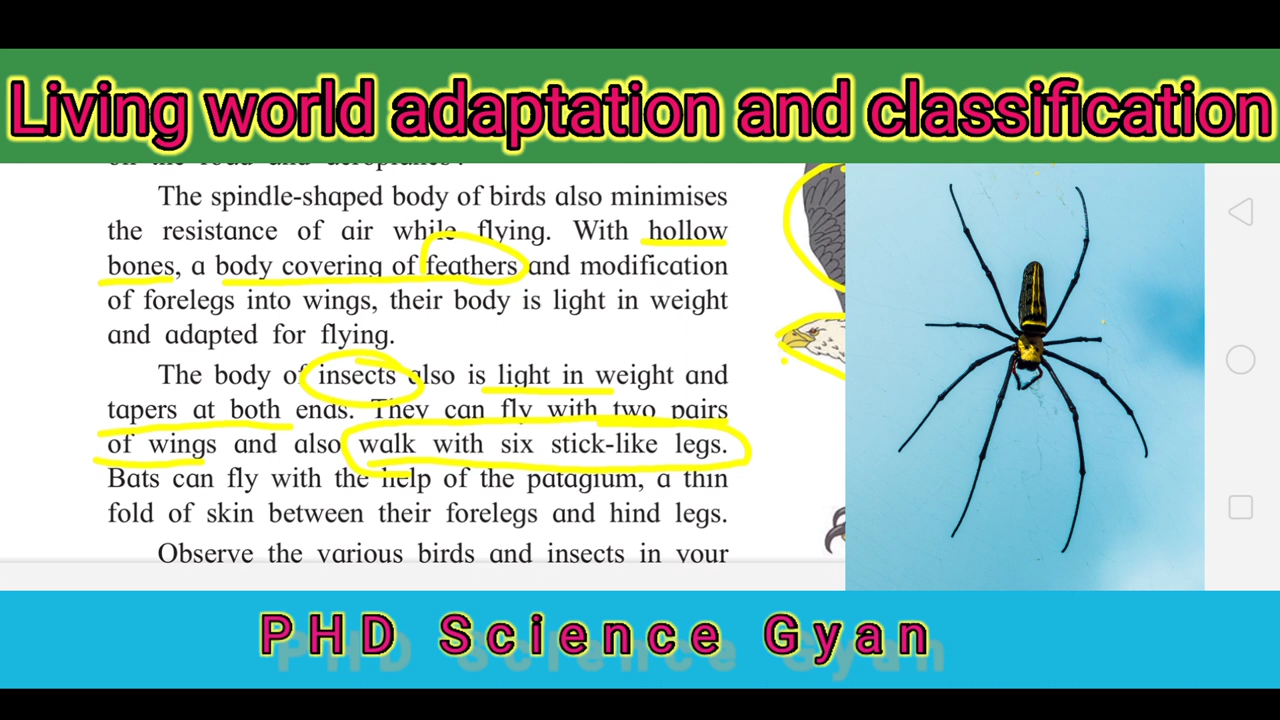 Living world adaptation and classification
on the road and aeroplanes?
The spindle-shaped body of birds also minimises
the resistance of air while flying. With hollow
bones, a body covering of feathers and modification
of forelegs into wings, their body is light in weight
and adapted for flying.
The body of insects also is light in weight and
tapers at both ends. They can fly with two pairs
of wings and also walk with six stick-like legs.
Bats can fly with the help of the patagium, a thin
fold of skin between their forelegs and hind legs.
Observe the various birds and insects in your
PHD Science Gyan